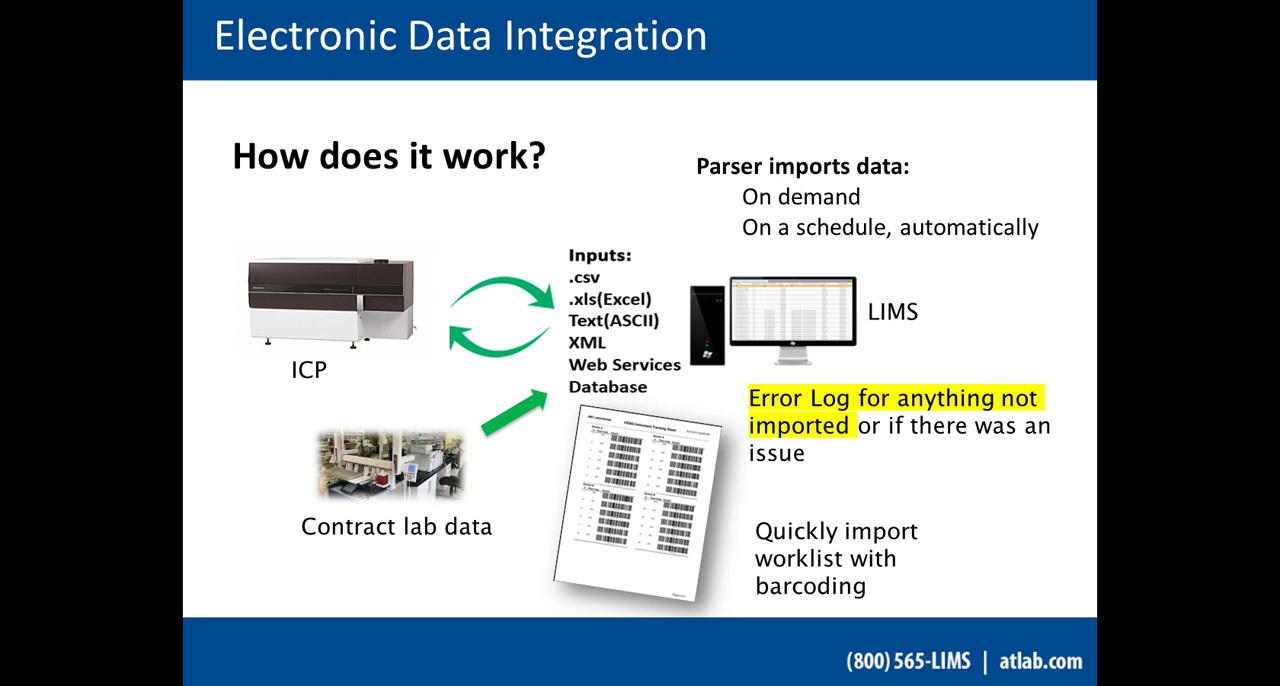 Electronic Data Integration
How does it work?
Parser imports data:
On demand
On a schedule, automatically
Inputs:
.csv
.xls(Excel)
Text(ASCII)
XML
Web Services
Database
LIMS
ICP
Error Log for anything not
imported or if there was an
issue
Contract lab data
Quickly import
worklist with
barcoding
(800) 565-LIMS | atlab.com